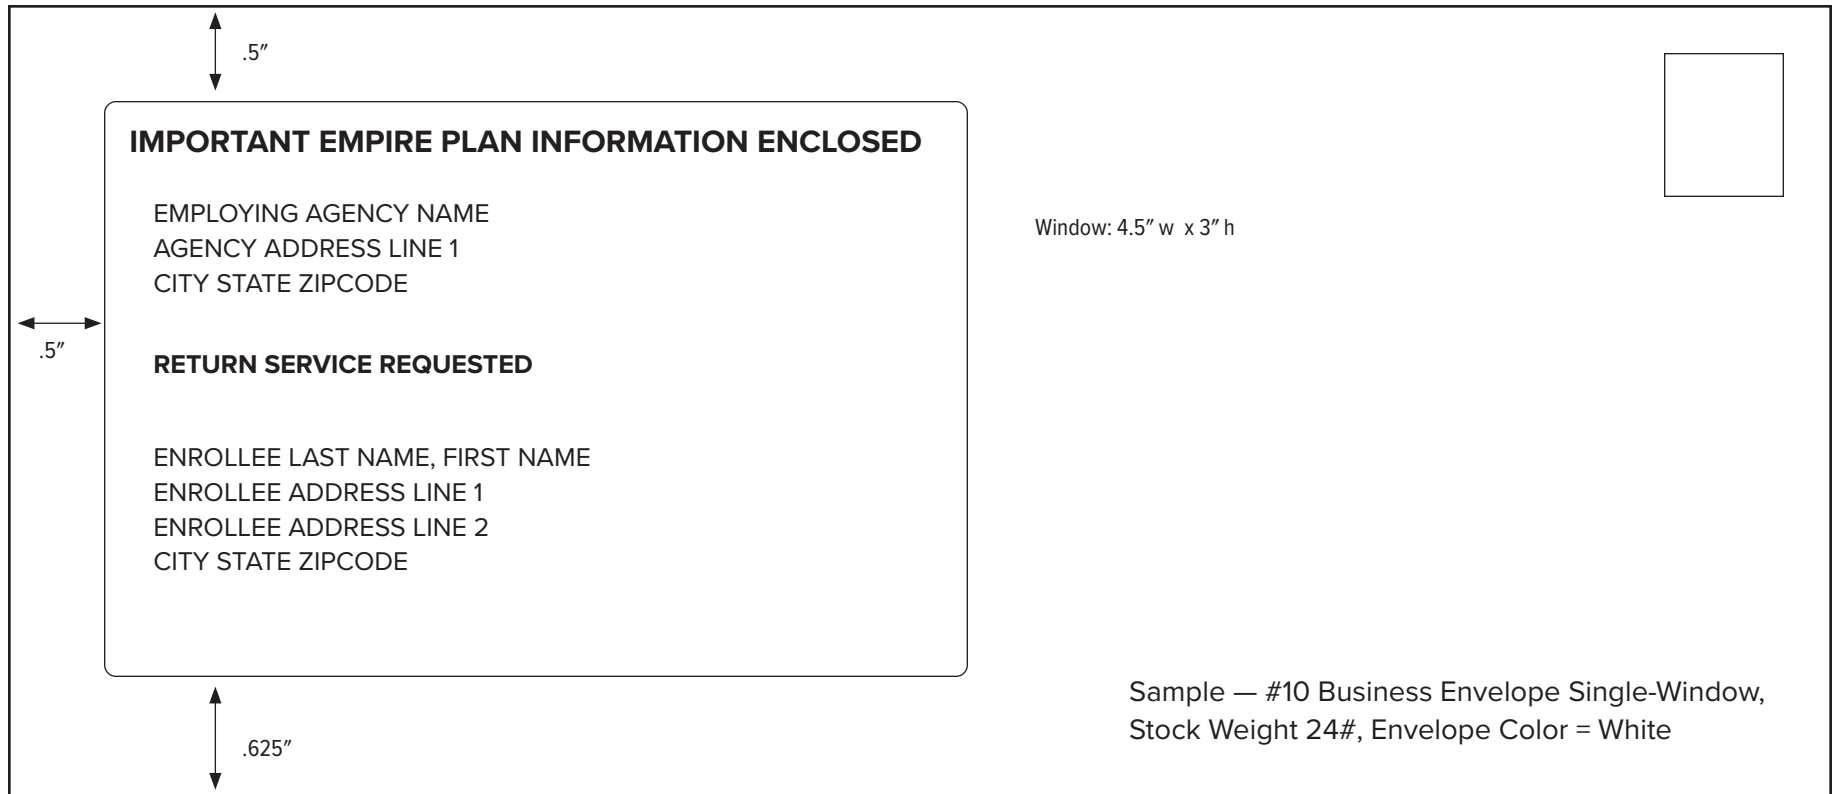 .5″
IMPORTANT EMPIRE PLAN INFORMATION ENCLOSED
EMPLOYING AGENCY NAME
AGENCY ADDRESS LINE 1
CITY STATE ZIPCODE
Window: 4.5″ w  x 3″ h
.5″
RETURN SERVICE REQUESTED
ENROLLEE LAST NAME, FIRST NAME
ENROLLEE ADDRESS LINE 1
ENROLLEE ADDRESS LINE 2
CITY STATE ZIPCODE
.625″
Sample — #10 Business Envelope Single-Window,
Stock Weight 24#, Envelope Color = White